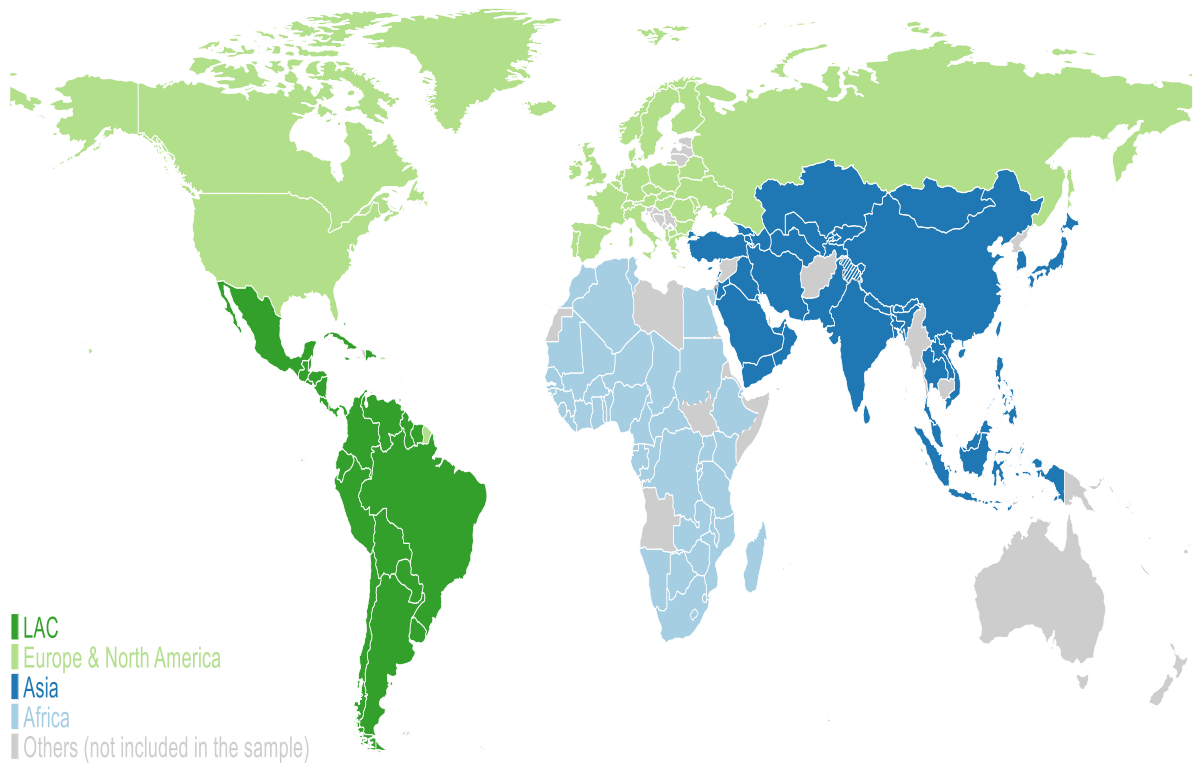 LAC
Europe & North America
Asia
Africa
Others (not included in the sample)